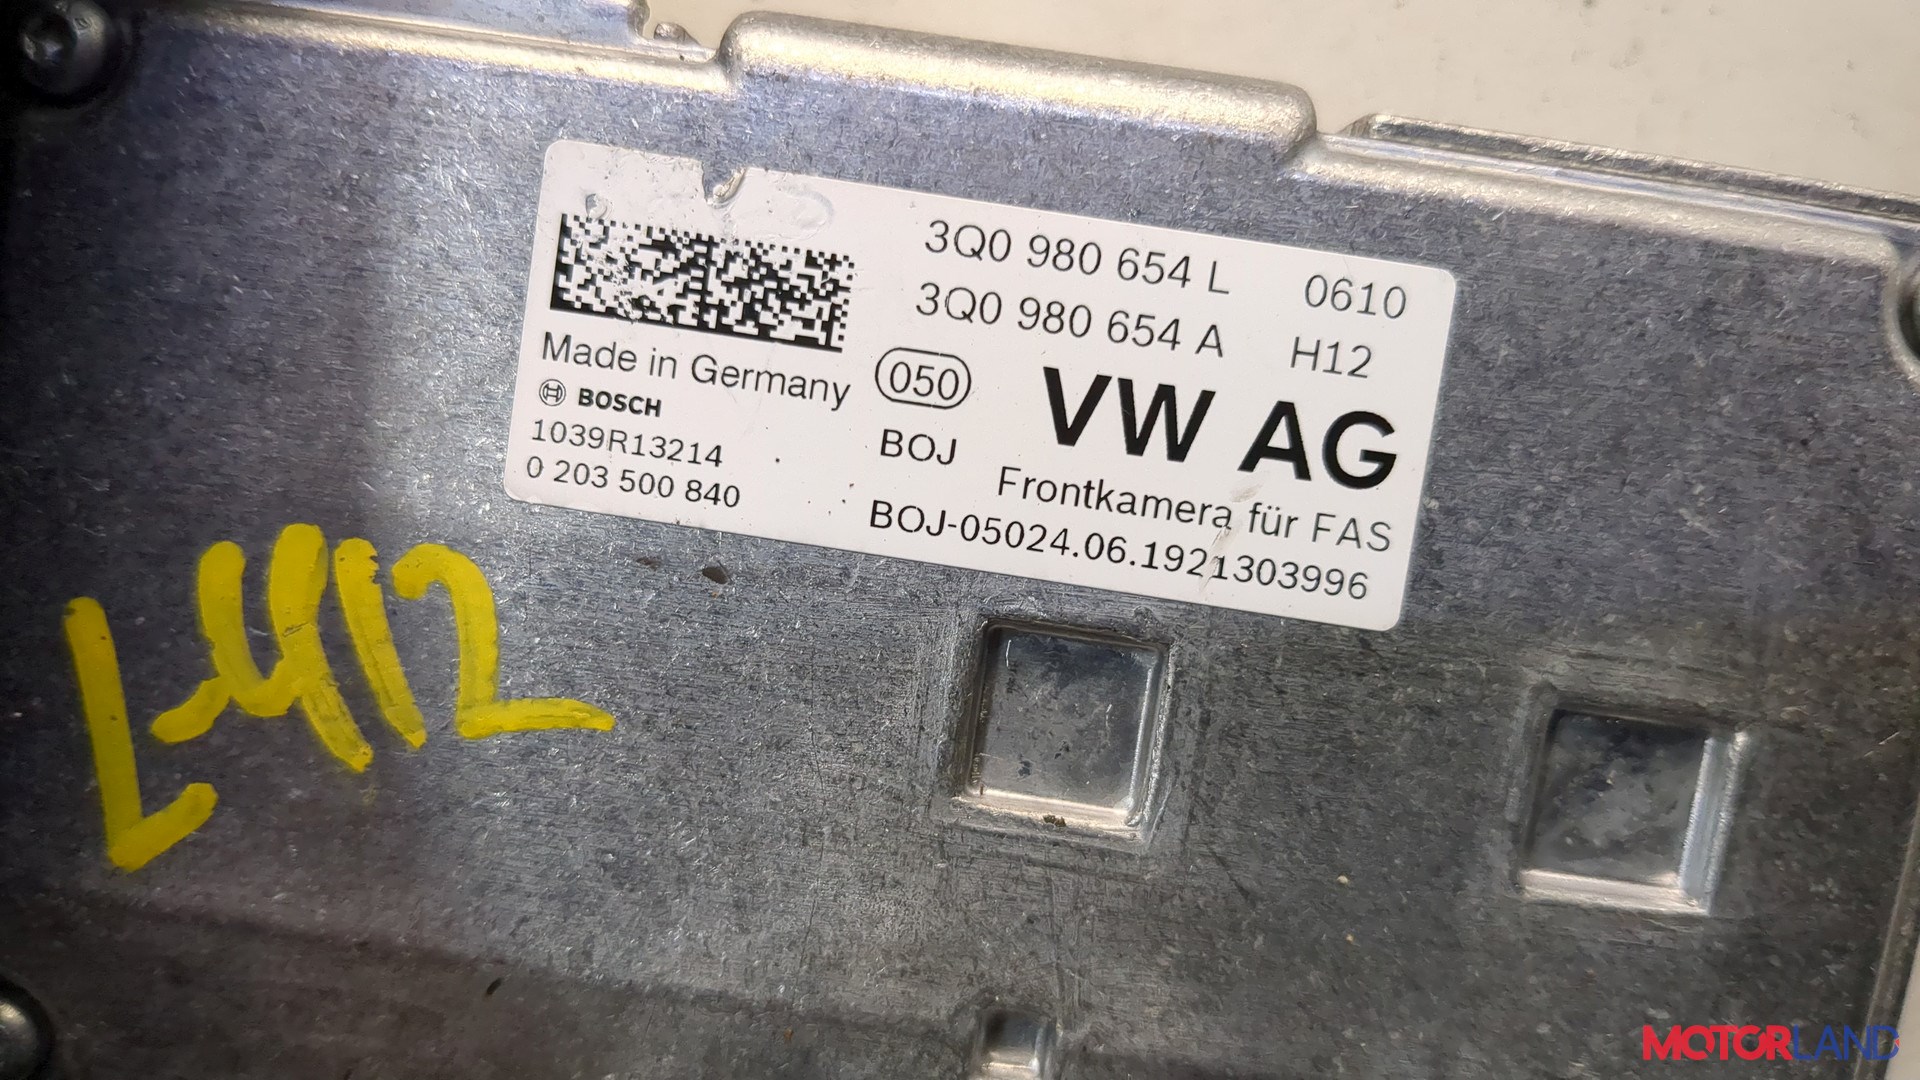 3Q0 980 654 L 0610
3Q0 980 654 A H12
Made in Germany
050
VW AG
BOSCH
1039R13214
BOJ
0 203 500 840
Frontkamera für FAS
BOJ-05024.06.1921303996
L412
MOTORLAND